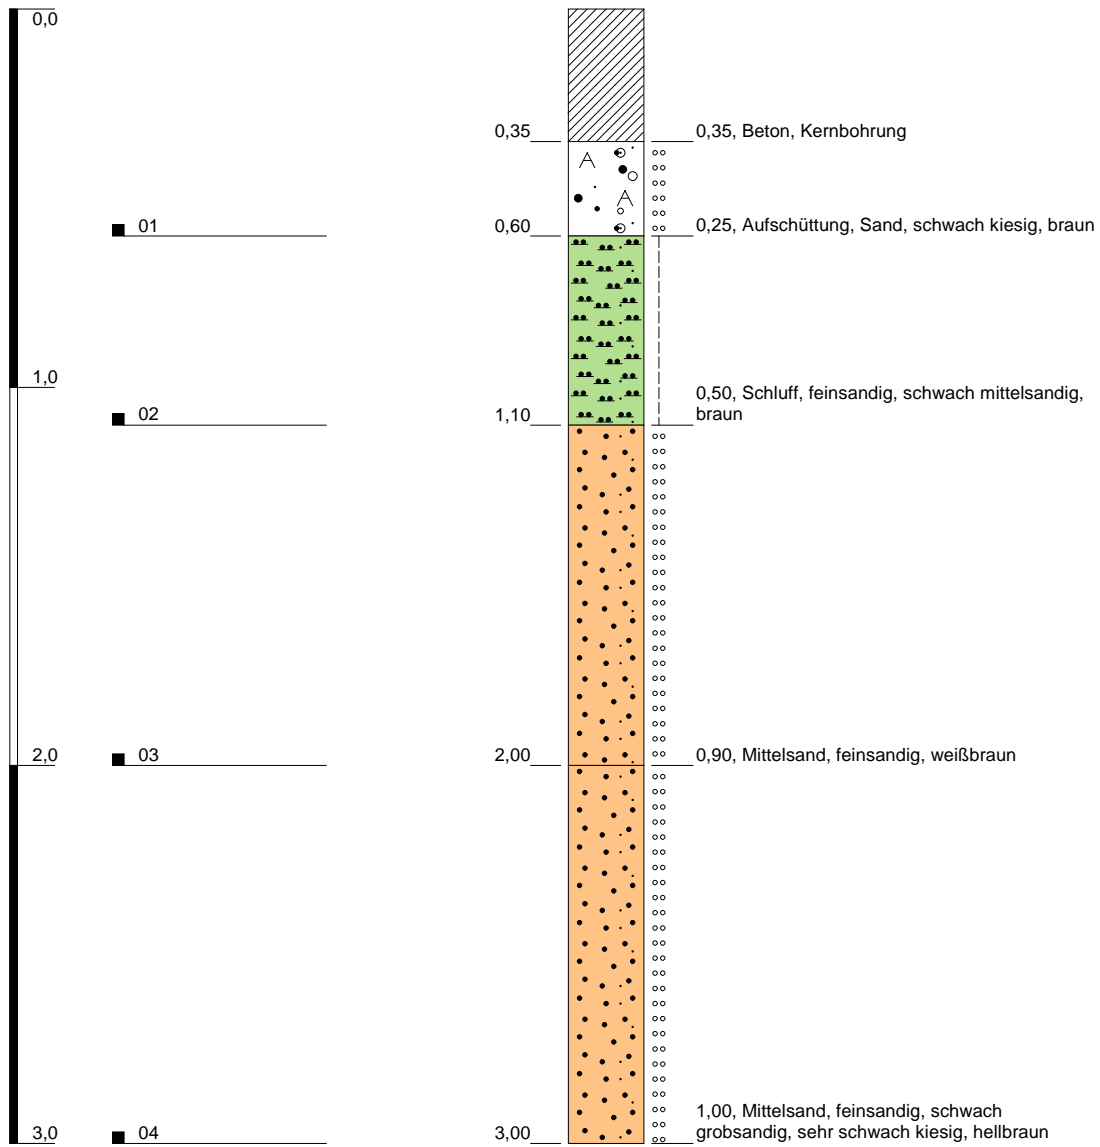 0,0
0,35 0,35, Beton, Kernbohrung
A
A
01 0,60 0,25, Aufschüttung, Sand, schwach kiesig, braun
1,0
0,50, Schluff, feinsandig, schwach mittelsandig,
02 1,10 braun
2,0 03 2,00 0,90, Mittelsand, feinsandig, weißbraun
1,00, Mittelsand, feinsandig, schwach
3,0 04 3,00 grobsandig, sehr schwach kiesig, hellbraun